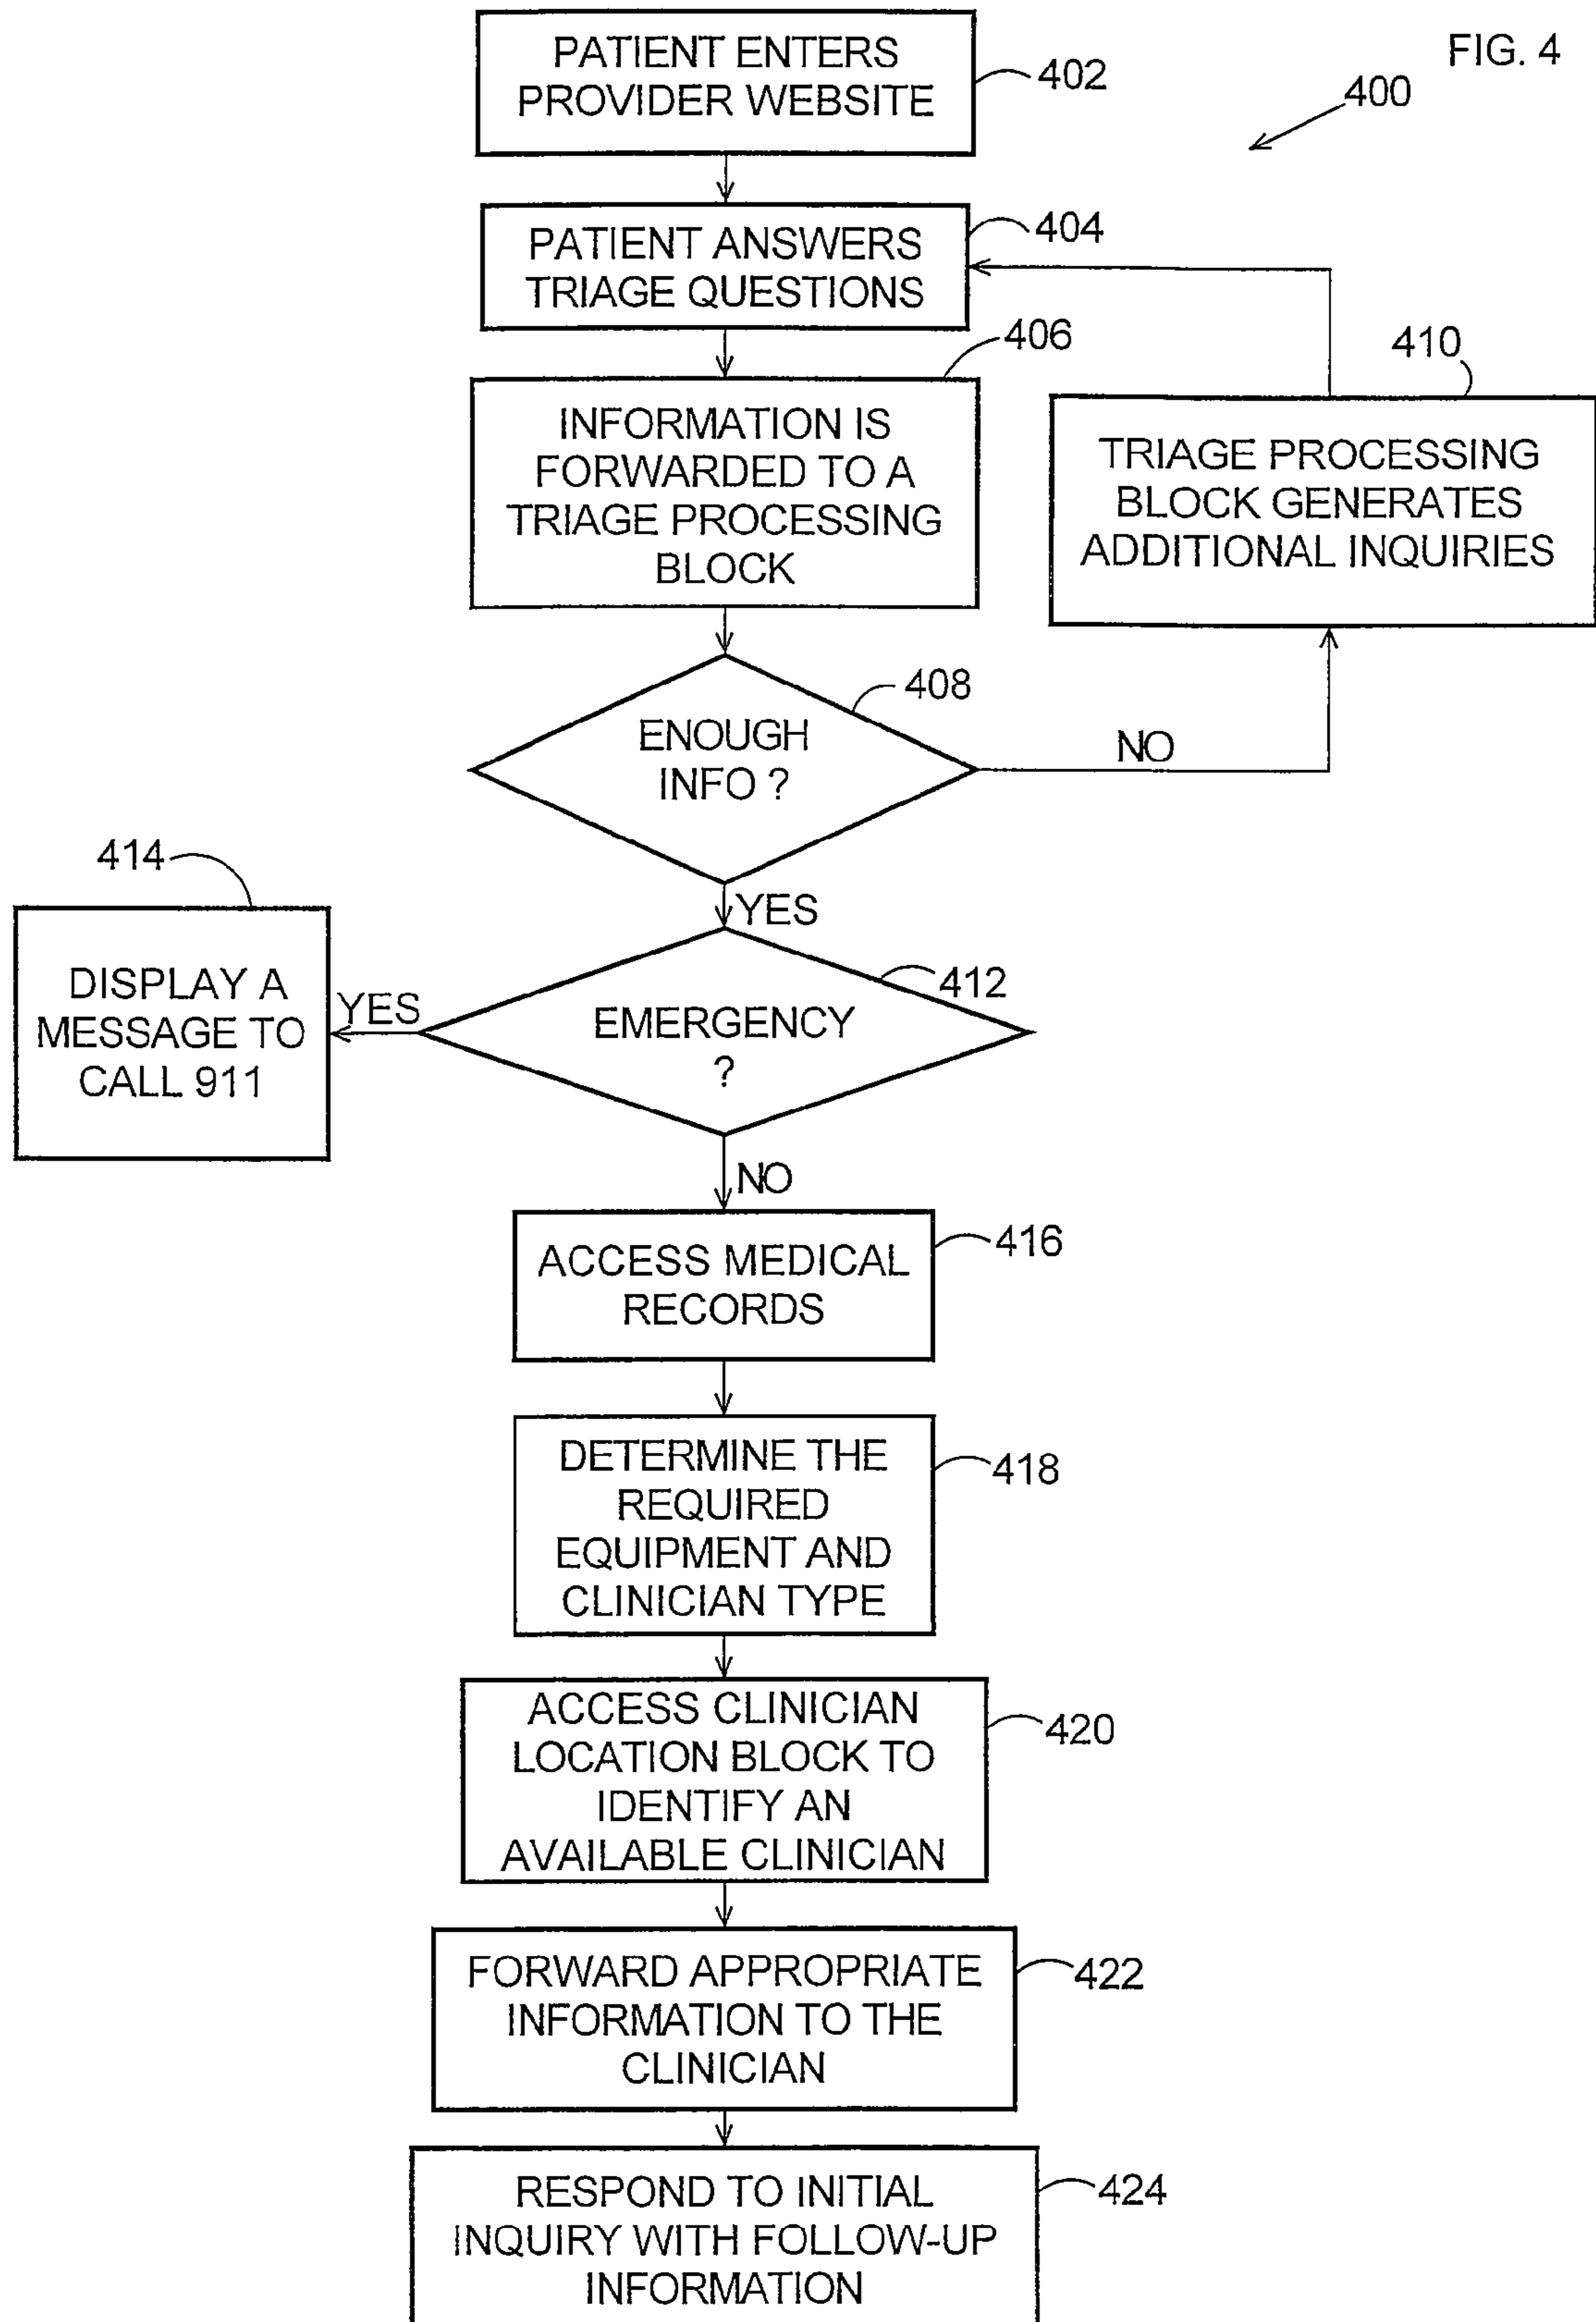 FIG. 4
400
PATIENT ENTERS
PROVIDER WEBSITE
402
PATIENT ANSWERS
TRIAGE QUESTIONS
404
INFORMATION IS
FORWARDED TO A
TRIAGE PROCESSING
BLOCK
406
410
TRIAGE PROCESSING
BLOCK GENERATES
ADDITIONAL INQUIRIES
ENOUGH
INFO ?
408
NO
YES
414
DISPLAY A
MESSAGE TO
CALL 911
YES
EMERGENCY
?
412
NO
ACCESS MEDICAL
RECORDS
416
DETERMINE THE
REQUIRED
EQUIPMENT AND
CLINICIAN TYPE
418
ACCESS CLINICIAN
LOCATION BLOCK TO
IDENTIFY AN
AVAILABLE CLINICIAN
420
FORWARD APPROPRIATE
INFORMATION TO THE
CLINICIAN
422
RESPOND TO INITIAL
INQUIRY WITH FOLLOW-UP
INFORMATION
424